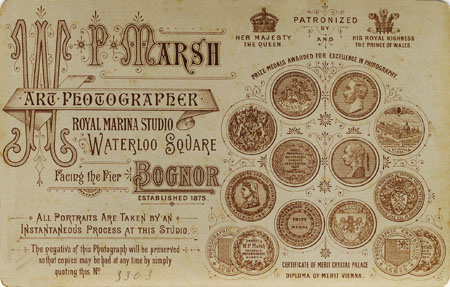 W. P. MARSH
ART-PHOTOGRAPHER
ROYAL MARINA STUDIO
WATERLOO SQUARE
Facing the Pier
BOGNOR
ESTABLISHED 1875
ALL PORTRAITS ARE TAKEN BY AN
INSTANTANEOUS PROCESS AT THIS STUDIO.
The negative of this Photograph will be preserved
so that copies may be had at any time by simply
quoting this No 3303
PATRONIZED
BY
AND
HER MAJESTY
THE QUEEN.
HIS ROYAL HIGHNESS
THE PRINCE OF WALES.
PRIZE MEDALS AWARDED FOR EXCELLENCE IN PHOTOGRAPHY
PRIZE
MEDAL
CERTIFICATE OF MERIT CRYSTAL PALACE
DIPLOMA OF MERIT VIENNA.